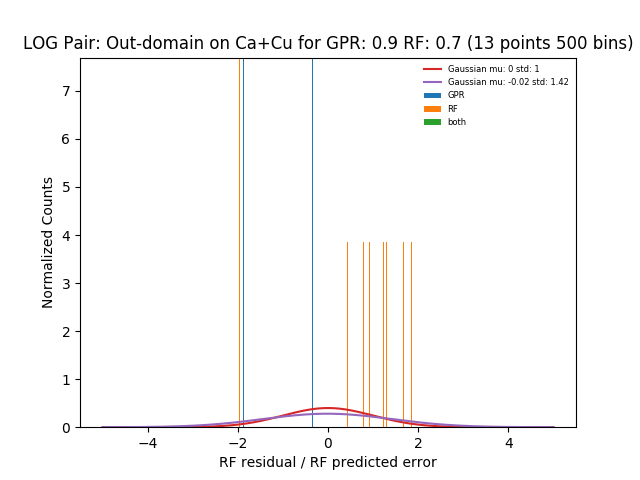 LOG Pair: Out-domain on Ca+Cu for GPR: 0.9 RF: 0.7 (13 points 500 bins)
Gaussian mu: 0 std: 1
Gaussian mu: -0.02 std: 1.42
GPR
RF
both
Normalized Counts
7
6
5
4
3
2
1
0
−4
−2
0
2
4
RF residual / RF predicted error